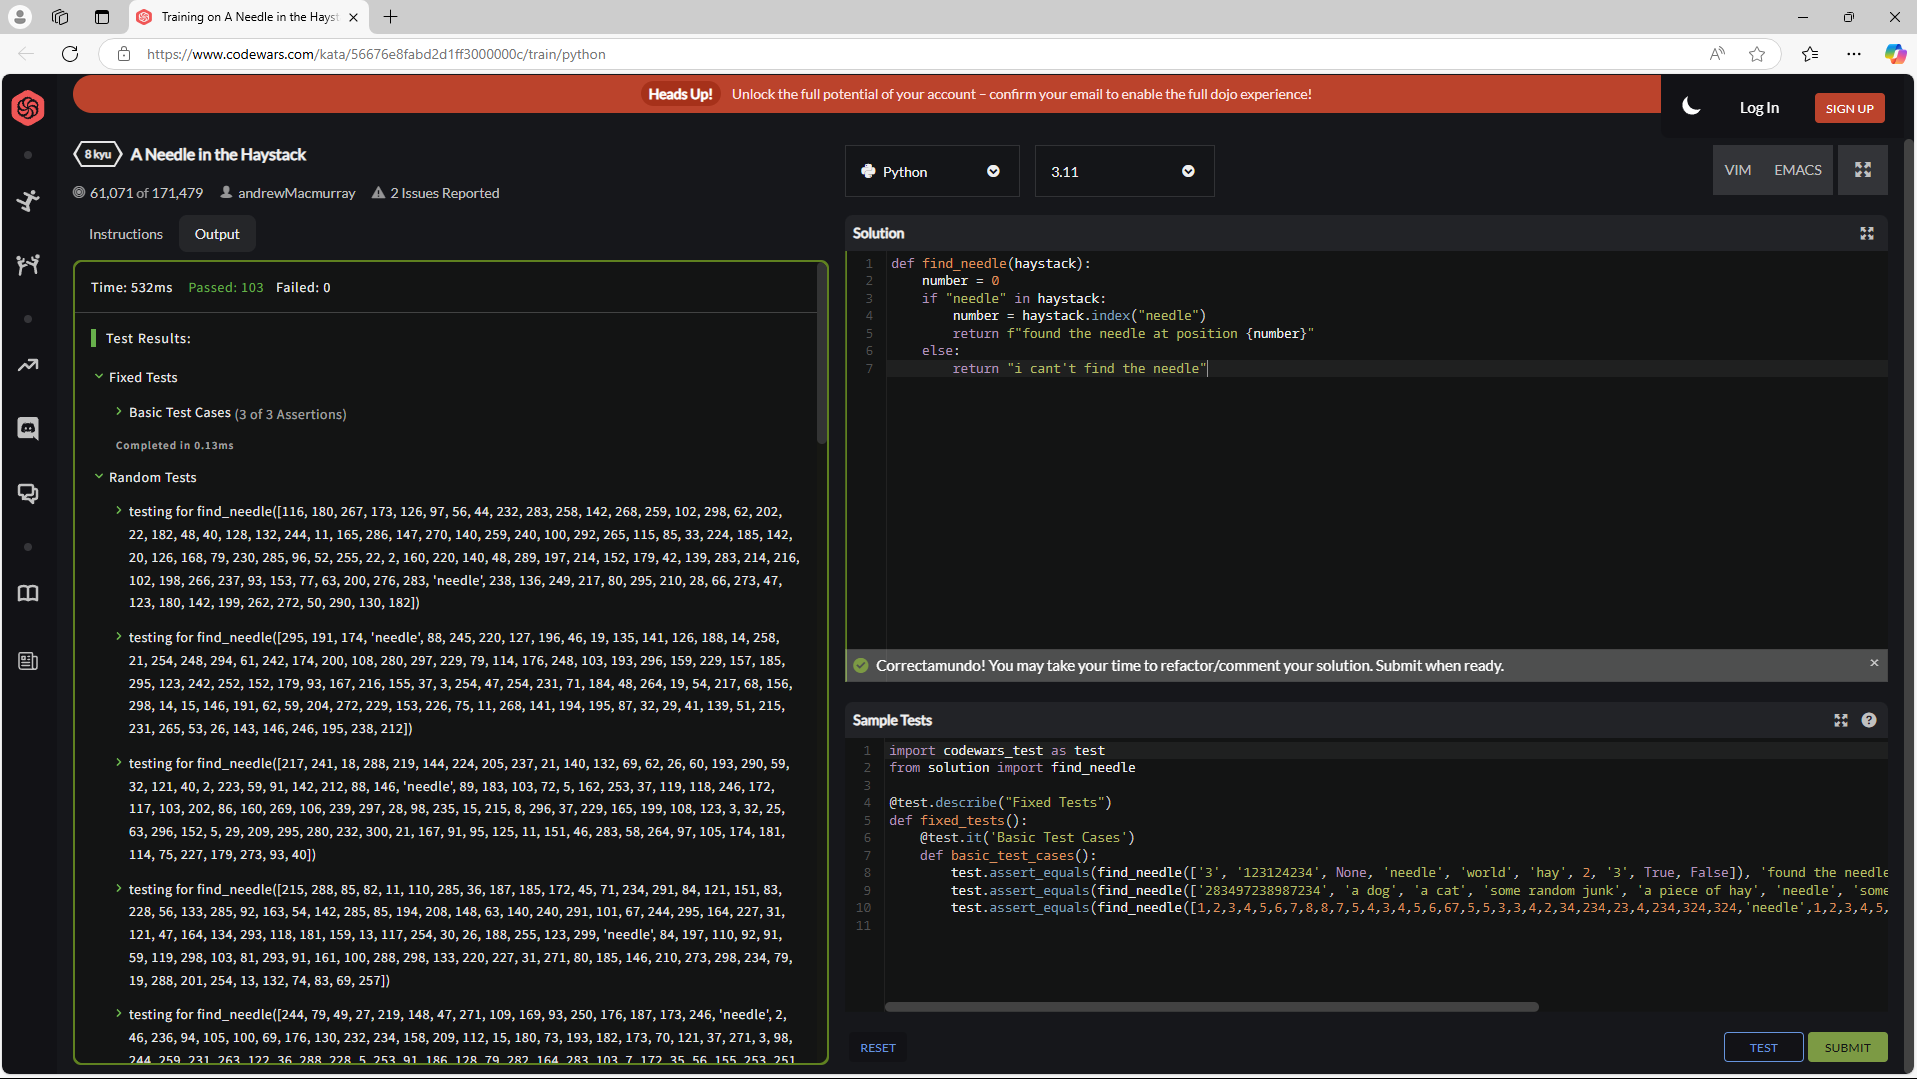 Training on A Needle in the Hayst
https://www.codewars.com/kata/56676e8fabd2d1ff3000000c/train/python
Heads Up! Unlock the full potential of your account – confirm your email to enable the full dojo experience!
Log In
SIGN UP
8 kyu A Needle in the Haystack
61,071 of 171,479 andrewMacmurray 2 Issues Reported
Instructions Output
Time: 532ms Passed: 103 Failed: 0
Test Results:
Fixed Tests
Basic Test Cases (3 of 3 Assertions)
Completed in 0.13ms
Random Tests
testing for find_needle([116, 180, 267, 173, 126, 97, 56, 44, 232, 283, 258, 142, 268, 259, 102, 298, 62, 202,
22, 182, 48, 40, 128, 132, 244, 11, 165, 286, 147, 270, 140, 259, 240, 100, 292, 265, 115, 85, 33, 224, 185, 142,
20, 126, 168, 79, 230, 285, 96, 52, 255, 22, 2, 160, 220, 140, 48, 289, 197, 214, 152, 179, 42, 139, 283, 214, 216,
102, 198, 266, 237, 93, 153, 77, 63, 200, 276, 283, 'needle', 238, 136, 249, 217, 80, 295, 210, 28, 66, 273, 47,
123, 180, 142, 199, 262, 272, 50, 290, 130, 182])
testing for find_needle([295, 191, 174, 'needle', 88, 245, 220, 127, 196, 46, 19, 135, 141, 126, 188, 14, 258,
21, 254, 248, 294, 61, 242, 174, 200, 108, 280, 297, 229, 79, 114, 176, 248, 103, 193, 296, 159, 229, 157, 185,
295, 123, 242, 252, 152, 179, 93, 167, 216, 155, 37, 3, 254, 47, 254, 231, 71, 184, 48, 264, 19, 54, 217, 68, 156,
298, 14, 15, 146, 191, 62, 59, 204, 272, 229, 153, 226, 75, 11, 268, 141, 194, 195, 87, 32, 29, 41, 139, 51, 215,
231, 265, 53, 26, 143, 146, 246, 195, 238, 212])
testing for find_needle([217, 241, 18, 288, 219, 144, 224, 205, 237, 21, 140, 132, 69, 62, 26, 60, 193, 290, 59,
32, 121, 40, 2, 223, 59, 91, 142, 212, 88, 146, 'needle', 89, 183, 103, 72, 5, 162, 253, 37, 119, 118, 246, 172,
117, 103, 202, 86, 160, 269, 106, 239, 297, 28, 98, 235, 15, 215, 8, 296, 37, 229, 165, 199, 108, 123, 3, 32, 25,
63, 296, 152, 5, 29, 209, 295, 280, 232, 300, 21, 167, 91, 95, 125, 11, 151, 46, 283, 58, 264, 97, 105, 174, 181,
114, 75, 227, 179, 273, 93, 40])
testing for find_needle([215, 288, 85, 82, 11, 110, 285, 36, 187, 185, 172, 45, 71, 234, 291, 84, 121, 151, 83,
228, 56, 133, 285, 92, 163, 54, 142, 285, 85, 194, 208, 148, 63, 140, 240, 291, 101, 67, 244, 295, 164, 227, 31,
121, 47, 164, 134, 293, 118, 181, 159, 13, 117, 254, 30, 26, 188, 255, 123, 299, 'needle', 84, 197, 110, 92, 91,
59, 119, 298, 103, 81, 293, 91, 161, 100, 288, 298, 133, 220, 227, 31, 271, 80, 185, 146, 210, 273, 298, 234, 79,
19, 288, 201, 254, 13, 132, 74, 83, 69, 257])
testing for find_needle([244, 79, 49, 27, 219, 148, 47, 271, 109, 169, 93, 250, 176, 187, 173, 246, 'needle', 2,
46, 236, 94, 105, 100, 69, 176, 130, 232, 234, 158, 209, 112, 15, 180, 73, 193, 182, 173, 70, 121, 37, 271, 3, 98,
244, 259, 231, 263, 122, 36, 288, 228, 5, 253, 91, 186, 128, 79, 282, 164, 283, 103, 7, 172, 35, 56, 155, 253, 251,
Python
3.11
VIM EMACS
Solution
1 def find_needle(haystack):
2 number = 0
3 if "needle" in haystack:
4 number = haystack.index("needle")
5 return f"found the needle at position {number}"
6 else:
7 return "i cant't find the needle"
Correctamundo! You may take your time to refactor/comment your solution. Submit when ready.
Sample Tests
1 import codewars_test as test
2 from solution import find_needle
3
4 @test.describe("Fixed Tests")
5 def fixed_tests():
6 @test.it('Basic Test Cases')
7 def basic_test_cases():
8 test.assert_equals(find_needle(['3', '123124234', None, 'needle', 'world', 'hay', 2, '3', True, False]), 'found the needle
9 test.assert_equals(find_needle(['283497238987234', 'a dog', 'a cat', 'some random junk', 'a piece of hay', 'needle', 'some
10 test.assert_equals(find_needle([1,2,3,4,5,6,7,8,8,7,5,4,3,4,5,6,67,5,5,3,3,4,2,34,234,23,4,234,324,324,'needle',1,2,3,4,5,
11
RESET
TEST
SUBMIT